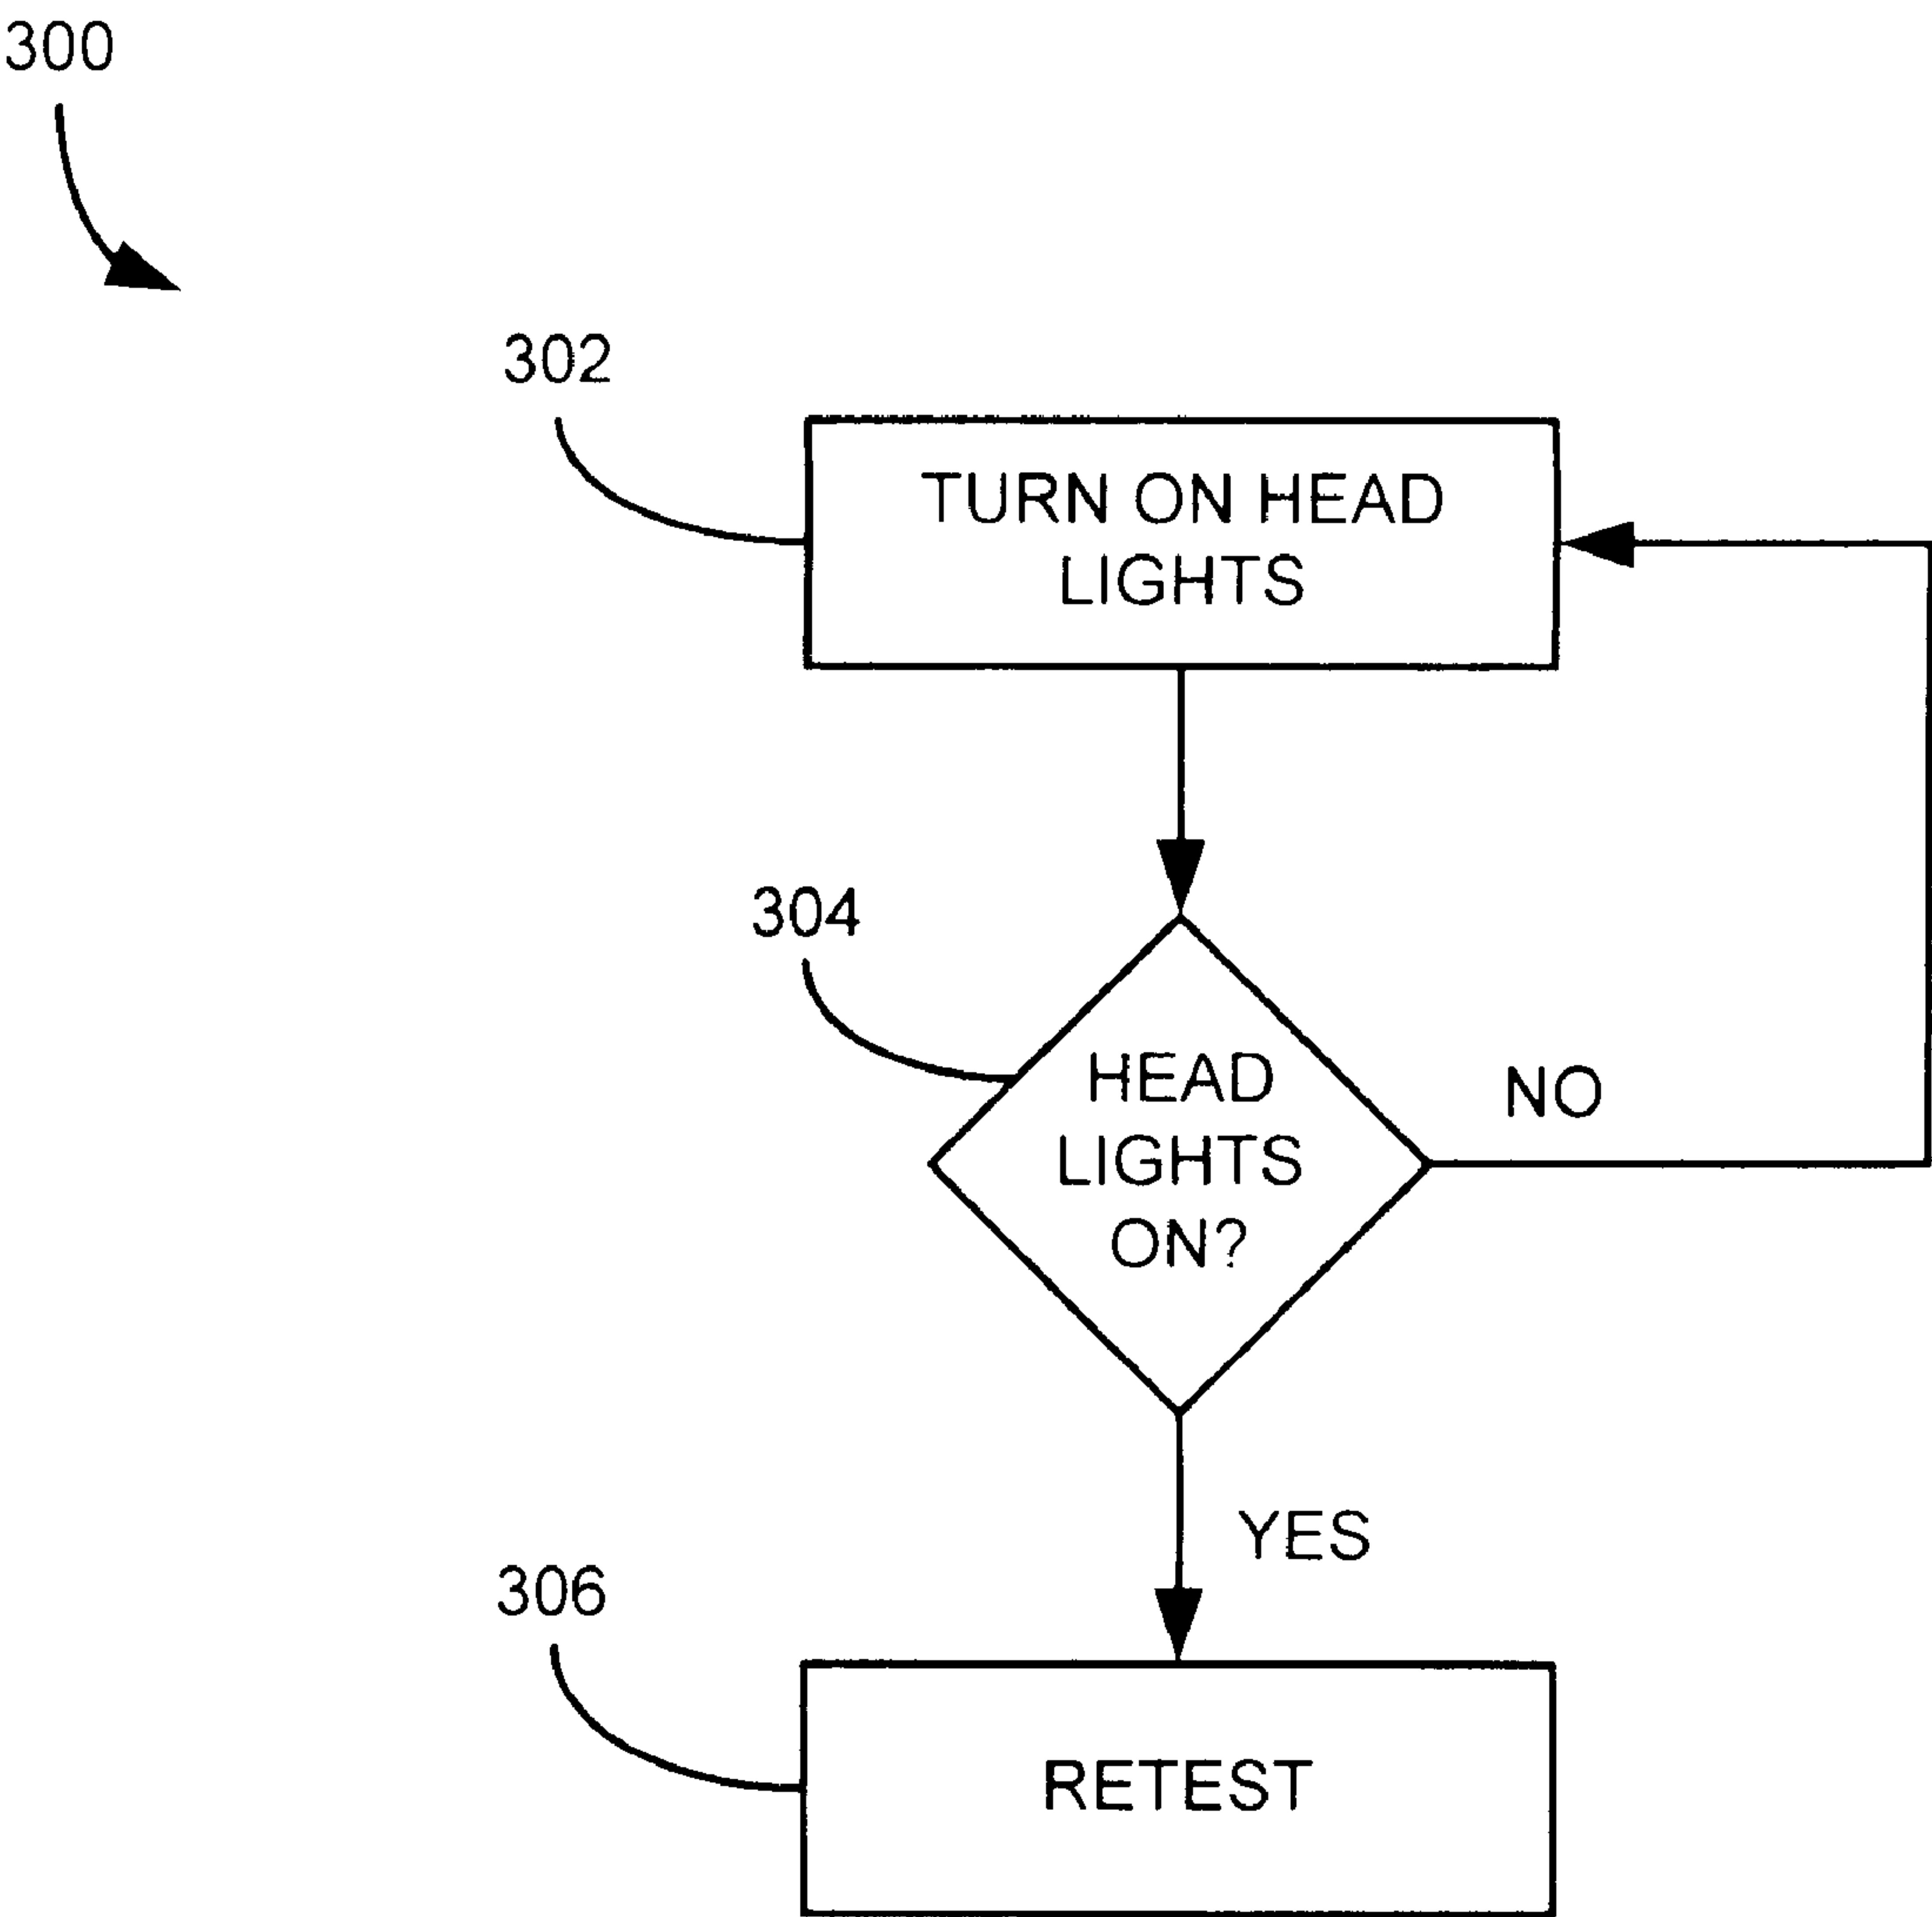 300
302
TURN ON HEAD
LIGHTS
304
HEAD
LIGHTS
ON?
NO
YES
306
RETEST